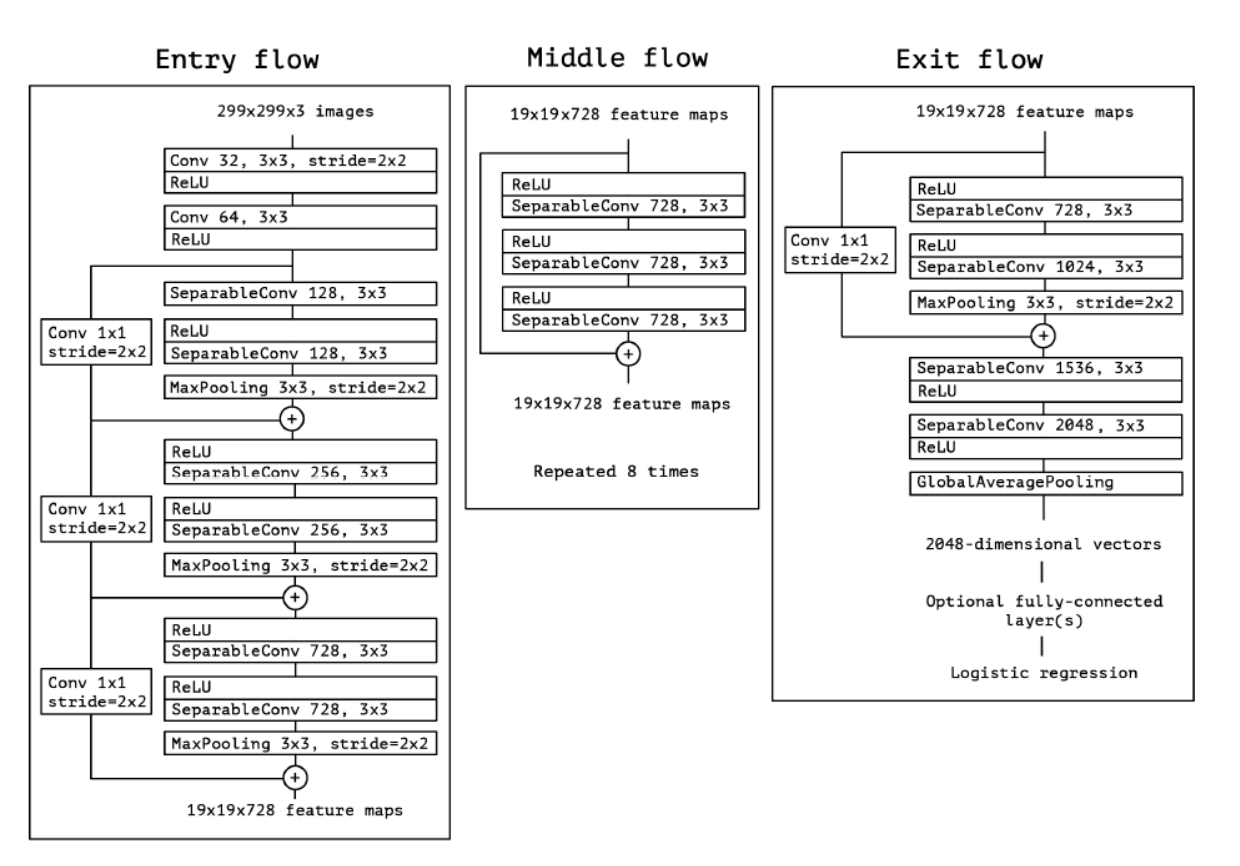 Entry flow
299x299x3 images
Conv 32, 3x3, stride=2x2
ReLU
Conv 64, 3x3
ReLU
SeparableConv 128, 3x3
Conv 1x1
stride=2x2
ReLU
SeparableConv 128, 3x3
MaxPooling 3x3, stride=2x2
+
ReLU
SeparableConv 256, 3x3
Conv 1x1
stride=2x2
ReLU
SeparableConv 256, 3x3
MaxPooling 3x3, stride=2x2
+
ReLU
SeparableConv 728, 3x3
Conv 1x1
stride=2x2
ReLU
SeparableConv 728, 3x3
MaxPooling 3x3, stride=2x2
+
19x19x728 feature maps
Middle flow
19x19x728 feature maps
ReLU
SeparableConv 728, 3x3
ReLU
SeparableConv 728, 3x3
ReLU
SeparableConv 728, 3x3
+
19x19x728 feature maps
Repeated 8 times
Exit flow
19x19x728 feature maps
ReLU
SeparableConv 728, 3x3
Conv 1x1
stride=2x2
ReLU
SeparableConv 1024, 3x3
MaxPooling 3x3, stride=2x2
+
SeparableConv 1536, 3x3
ReLU
SeparableConv 2048, 3x3
ReLU
GlobalAveragePooling
2048-dimensional vectors
Optional fully-connected
layer(s)
Logistic regression